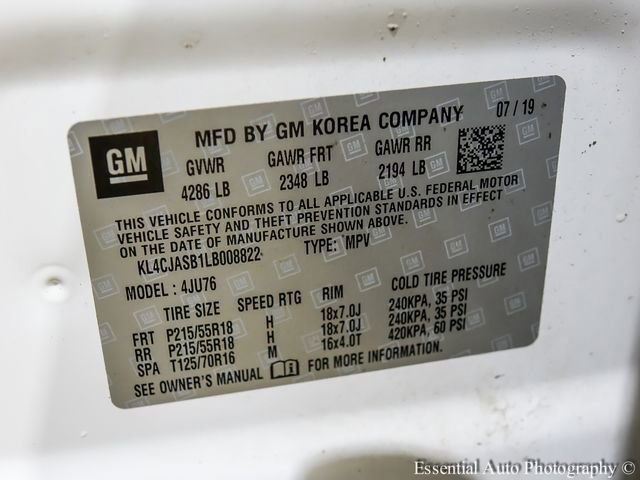 GM
MFD BY GM KOREA COMPANY 07 / 19
GVWR GAWR FRT GAWR RR
4286 LB 2348 LB 2194 LB
THIS VEHICLE CONFORMS TO ALL APPLICABLE U.S. FEDERAL MOTOR
VEHICLE SAFETY AND THEFT PREVENTION STANDARDS IN EFFECT
ON THE DATE OF MANUFACTURE SHOWN ABOVE.
KL4CJASB1LB008822 TYPE: MPV
MODEL: 4JU76
TIRE SIZE SPEED RTG RIM COLD TIRE PRESSURE
FRT P215/55R18 H 18x7.0J 240KPA, 35 PSI
RR P215/55R18 H 18x7.0J 240KPA, 35 PSI
SPA T125/70R16 M 16x4.0T 420KPA, 60 PSI
SEE OWNER'S MANUAL FOR MORE INFORMATION.
Essential Auto Photography ©